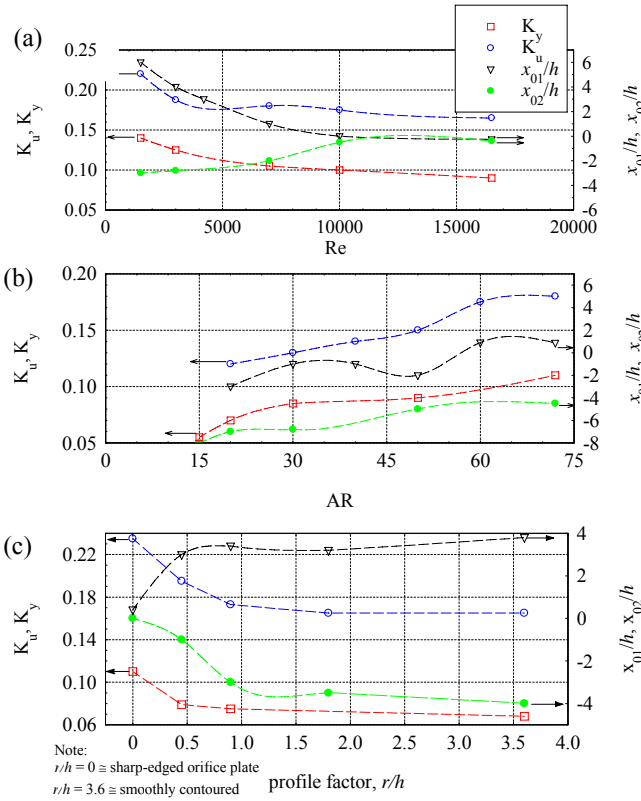 (a)
K_y
K_u
x_01/h
x_02/h
0.25
0.20
0.15
0.10
0.05
K_u, K_y
6
4
2
0
-2
-4
-6
x_01/h, x_02/h
0
5000
10000
15000
20000
Re
(b)
0.20
0.15
0.10
0.05
K_u, K_y
6
4
2
0
-2
-4
-6
-8
x_01/h, x_02/h
0
15
30
45
60
75
AR
(c)
0.22
0.18
0.14
0.10
0.06
K_u, K_y
4
2
0
-2
-4
x_01/h, x_02/h
0
0.5
1.0
1.5
2.0
2.5
3.0
3.5
4.0
profile factor, r/h
Note:
r/h = 0 ≅ sharp-edged orifice plate
r/h = 3.6 ≅ smoothly contoured